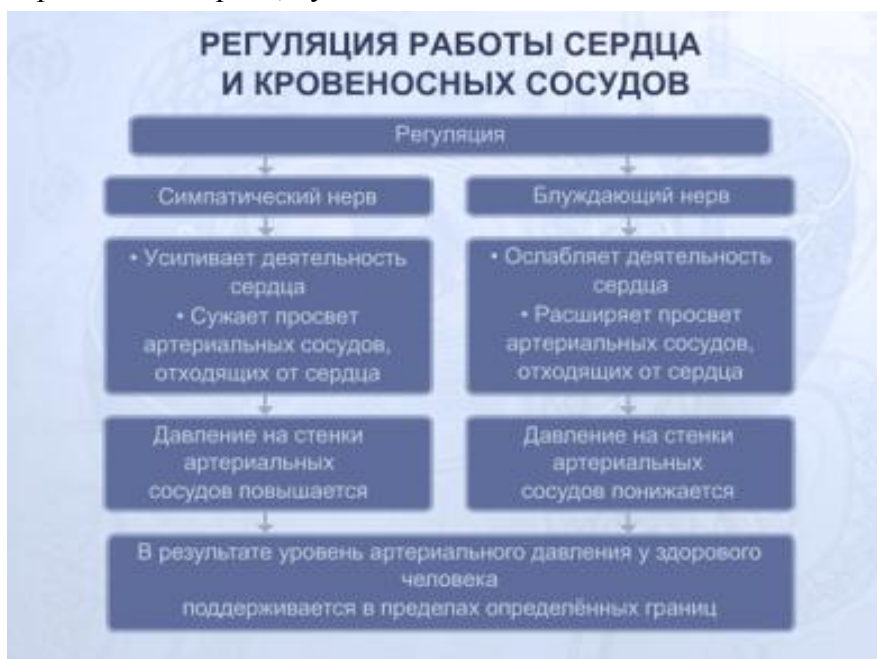 РЕГУЛЯЦИЯ РАБОТЫ СЕРДЦА
И КРОВЕНОСНЫХ СОСУДОВ
Регуляция
Симпатический нерв
• Усиливает деятельность
сердца
• Сужает просвет
артериальных сосудов,
отходящих от сердца
Давление на стенки
артериальных
сосудов повышается
Блуждающий нерв
• Ослабляет деятельность
сердца
• Расширяет просвет
артериальных сосудов,
отходящих от сердца
Давление на стенки
артериальных
сосудов понижается
В результате уровень артериального давления у здорового
человека
поддерживается в пределах определённых границ